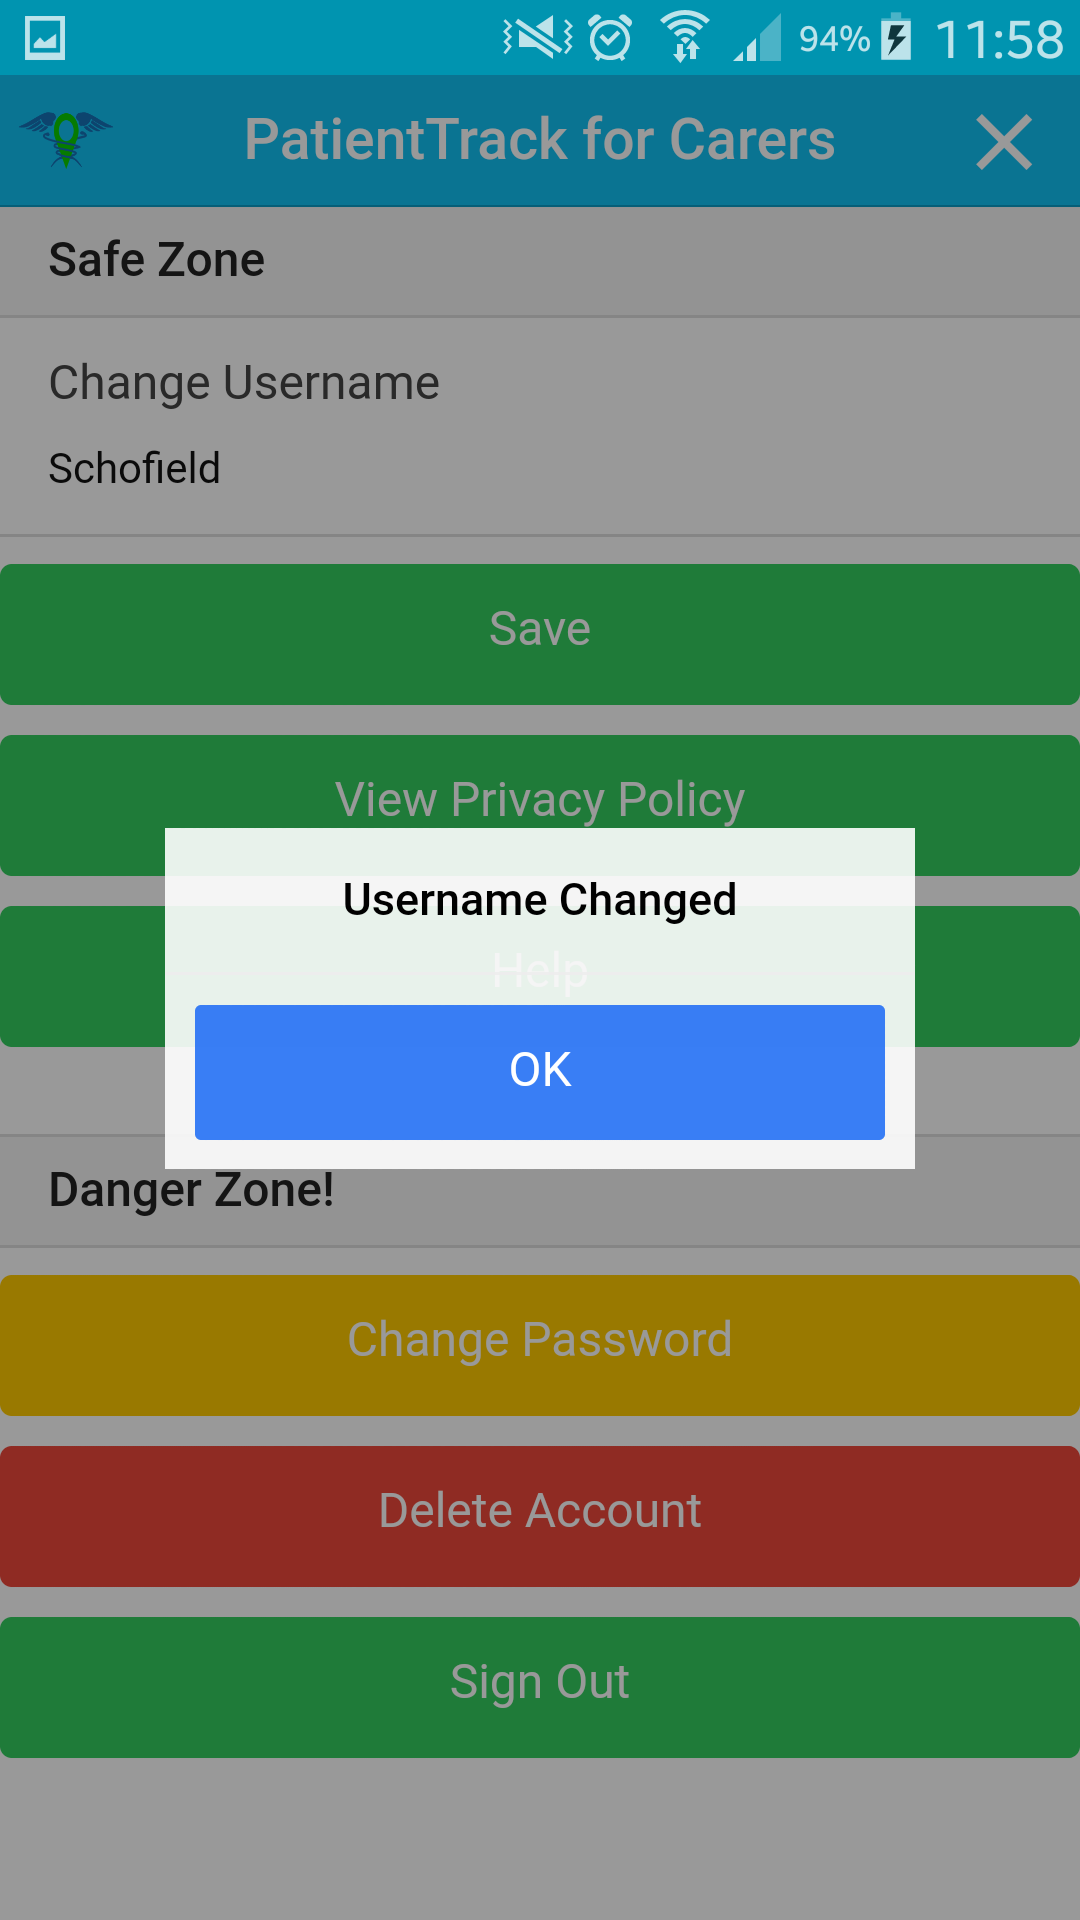 94% 11:58
PatientTrack for Carers
Safe Zone
Change Username
Schofield
Save
View Privacy Policy
Username Changed
Help
OK
Danger Zone!
Change Password
Delete Account
Sign Out